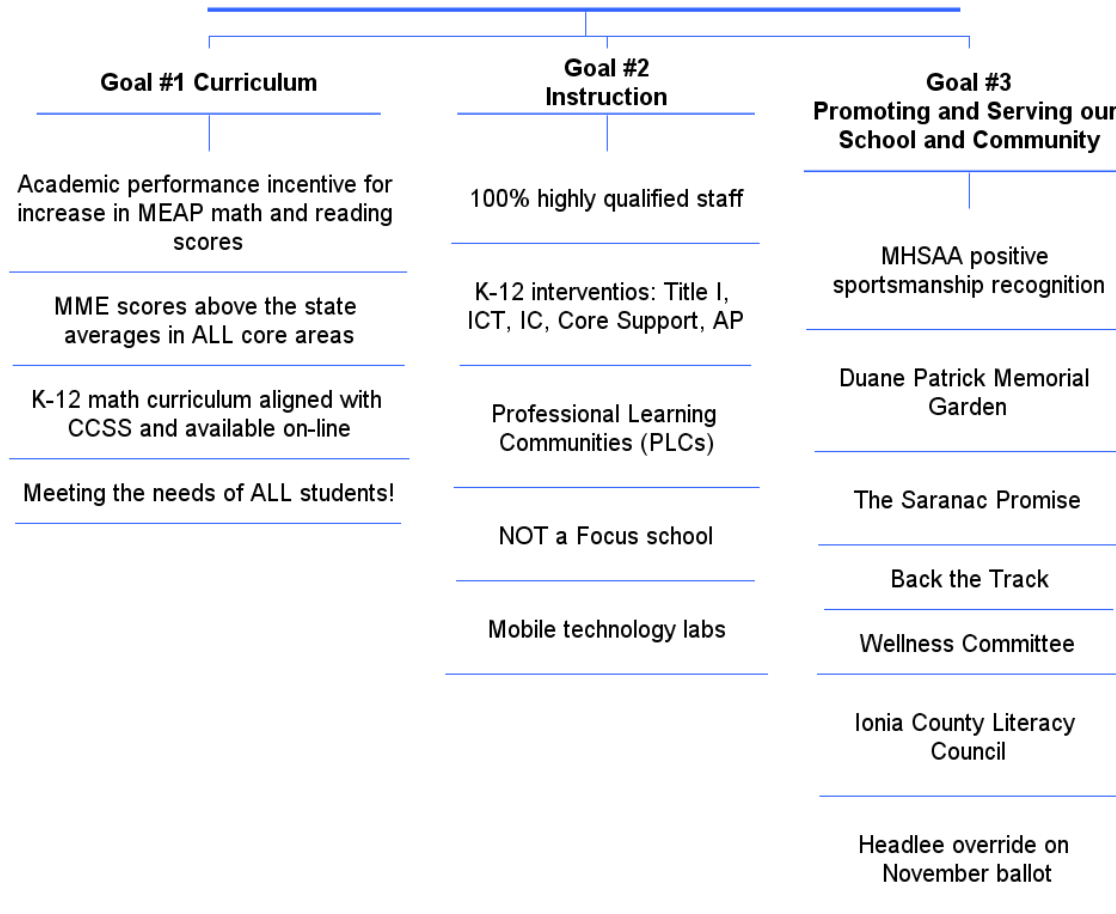 Goal #1 Curriculum
Academic performance incentive for
increase in MEAP math and reading
scores
MME scores above the state
averages in ALL core areas
K-12 math curriculum aligned with
CCSS and available on-line
Meeting the needs of ALL students!
Goal #2
Instruction
100% highly qualified staff
K-12 interventios: Title I,
ICT, IC, Core Support, AP
Professional Learning
Communities (PLCs)
NOT a Focus school
Mobile technology labs
Goal #3
Promoting and Serving our
School and Community
MHSAA positive
sportsmanship recognition
Duane Patrick Memorial
Garden
The Saranac Promise
Back the Track
Wellness Committee
Ionia County Literacy
Council
Headlee override on
November ballot